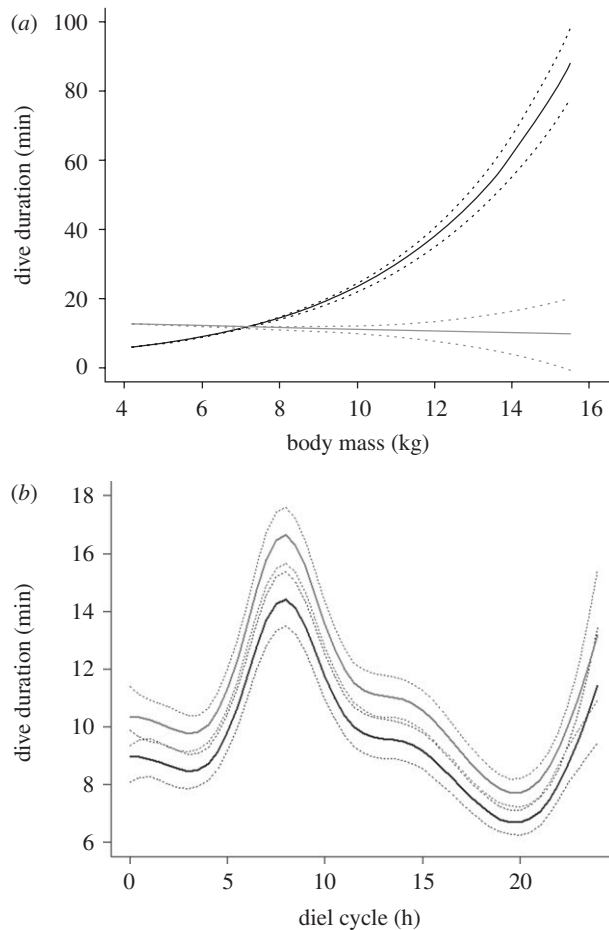 (a)
100
80
60
40
20
0
dive duration (min)
4 6 8 10 12 14 16
body mass (kg)
(b)
18
16
14
12
10
8
6
dive duration (min)
0 5 10 15 20
diel cycle (h)